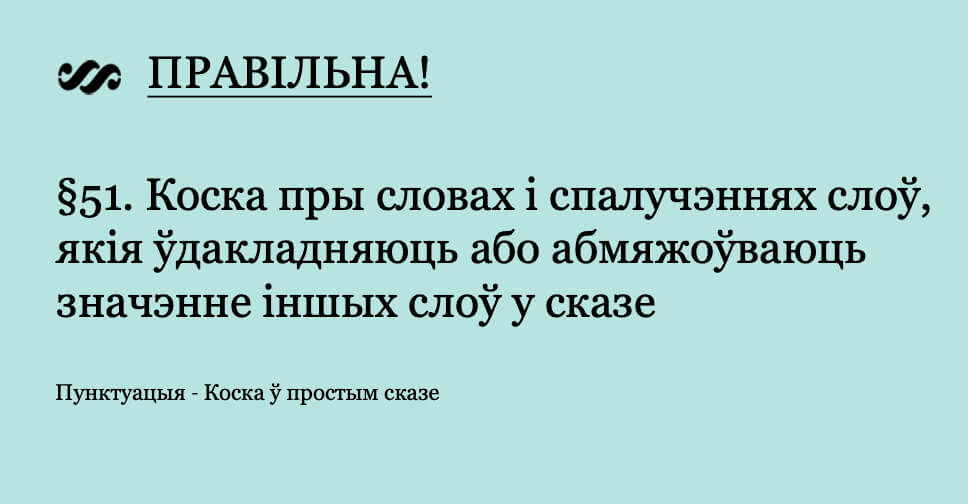 ПРАВІЛЬНА!
§51. Коска пры словах і спалучэннях слоў,
якія ўдакладняюць або абмяжоўваюць
значэнне іншых слоў у сказе
Пунктуацыя - Коска ў простым сказе